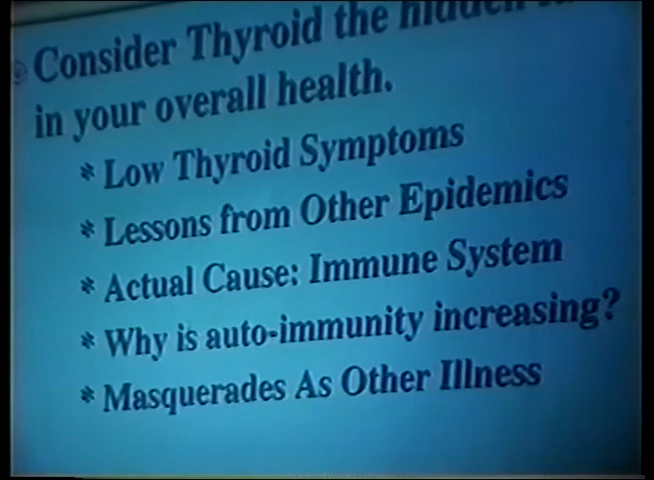 Consider Thyroid the hidden
in your overall health.
* Low Thyroid Symptoms
* Lessons from Other Epidemics
* Actual Cause: Immune System
* Why is auto-immunity increasing?
* Masquerades As Other Illness